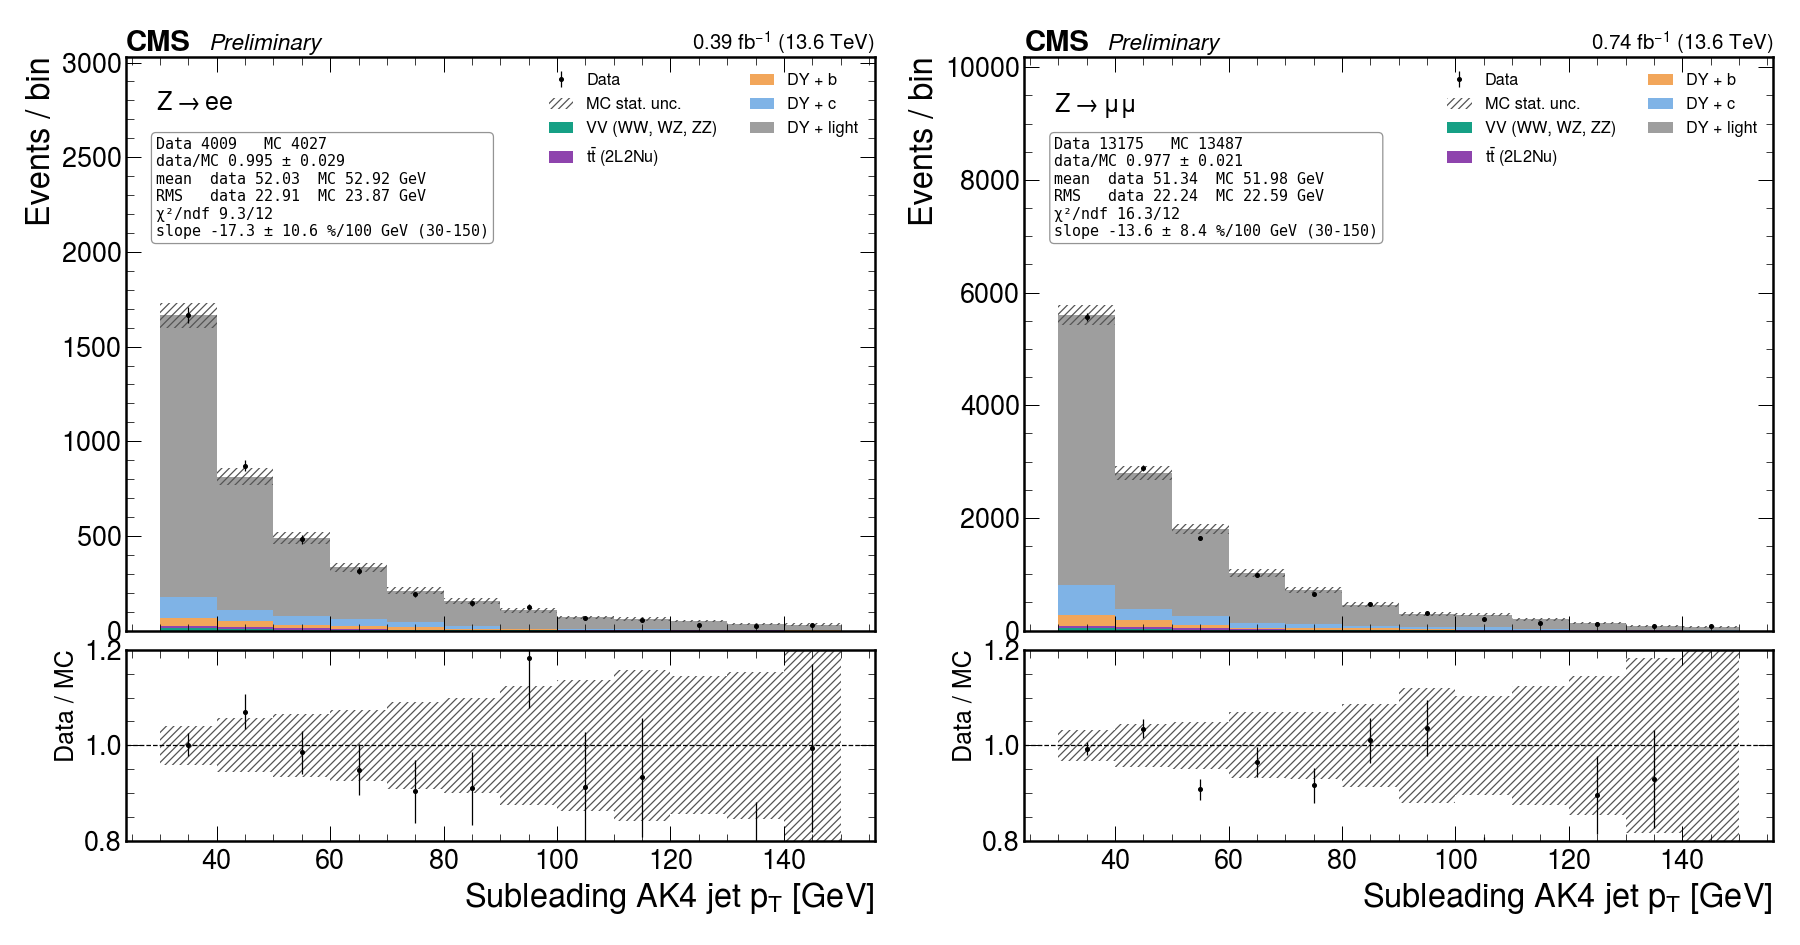 CMS Preliminary 0.39 fb⁻¹ (13.6 TeV)
Events / bin
3000
2500
2000
1500
1000
500
0
Z → ee
Data
MC stat. unc.
VV (WW, WZ, ZZ)
tt̄ (2L2Nu)
DY + b
DY + c
DY + light
Data 4009 MC 4027
data/MC 0.995 ± 0.029
mean data 52.03 MC 52.92 GeV
RMS data 22.91 MC 23.87 GeV
χ²/ndf 9.3/12
slope -17.3 ± 10.6 %/100 GeV (30-150)
Data / MC
1.2
1.0
0.8
40 60 80 100 120 140
Subleading AK4 jet pT [GeV]
CMS Preliminary 0.74 fb⁻¹ (13.6 TeV)
Events / bin
10000
8000
6000
4000
2000
0
Z → μμ
Data
MC stat. unc.
VV (WW, WZ, ZZ)
tt̄ (2L2Nu)
DY + b
DY + c
DY + light
Data 13175 MC 13487
data/MC 0.977 ± 0.021
mean data 51.34 MC 51.98 GeV
RMS data 22.24 MC 22.59 GeV
χ²/ndf 16.3/12
slope -13.6 ± 8.4 %/100 GeV (30-150)
Data / MC
1.2
1.0
0.8
40 60 80 100 120 140
Subleading AK4 jet pT [GeV]